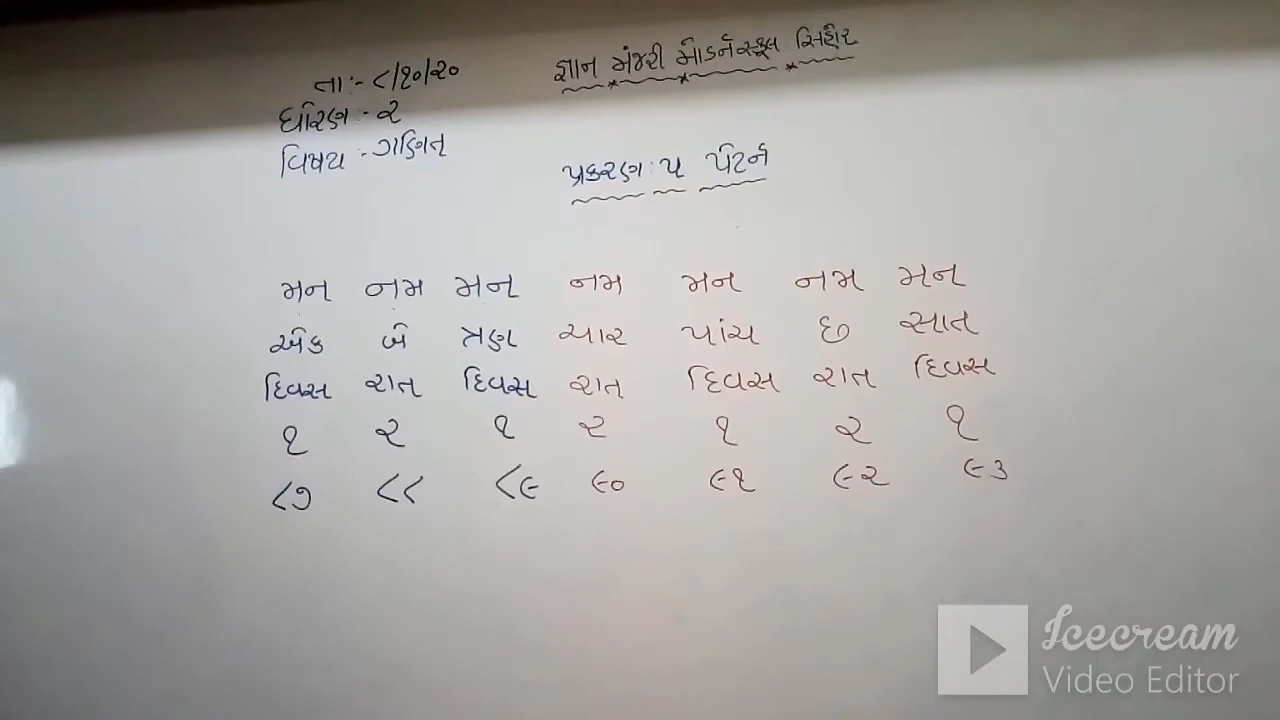 તા:- ૮/૧૦/૨૦
જ્ઞાન મંજરી મોડર્ન સ્કૂલ સિહોર
ધોરણ :- ૨
વિષય :- ગણિત
પ્રકરણ : ૫ પેટર્ન
મન નમ મન નમ મન નમ મન
એક બે ત્રણ ચાર પાંચ છ સાત
દિવસ રાત દિવસ રાત દિવસ રાત દિવસ
૧ ૨ ૧ ૨ ૧ ૨ ૧
૮૭ ૮૮ ૮૯ ૯૦ ૯૧ ૯૨ ૯૩
Icecream
Video Editor